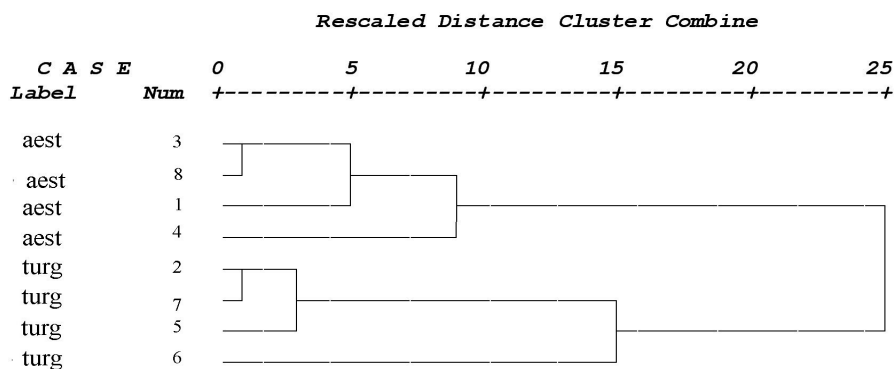 Rescaled Distance Cluster Combine
C A S E 0 5 10 15 20 25
Label Num +---------+---------+---------+---------+---------+
aest 3
aest 8
aest 1
aest 4
turg 2
turg 7
turg 5
turg 6